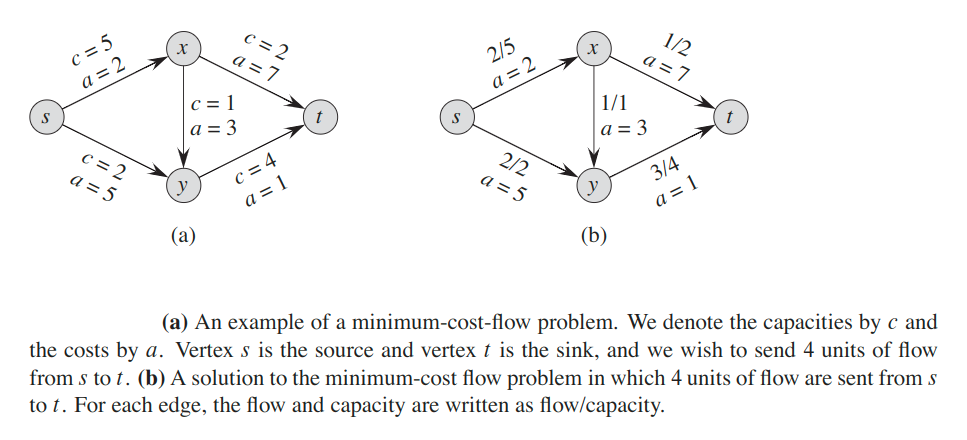 c = 5
a = 2
x
c = 2
a = 7
s
c = 1
a = 3
t
c = 2
a = 5
y
c = 4
a = 1
(a)
2/5
a = 2
x
1/2
a = 7
s
1/1
a = 3
t
2/2
a = 5
y
3/4
a = 1
(b)
(a) An example of a minimum-cost-flow problem. We denote the capacities by c and
the costs by a. Vertex s is the source and vertex t is the sink, and we wish to send 4 units of flow
from s to t. (b) A solution to the minimum-cost flow problem in which 4 units of flow are sent from s
to t. For each edge, the flow and capacity are written as flow/capacity.